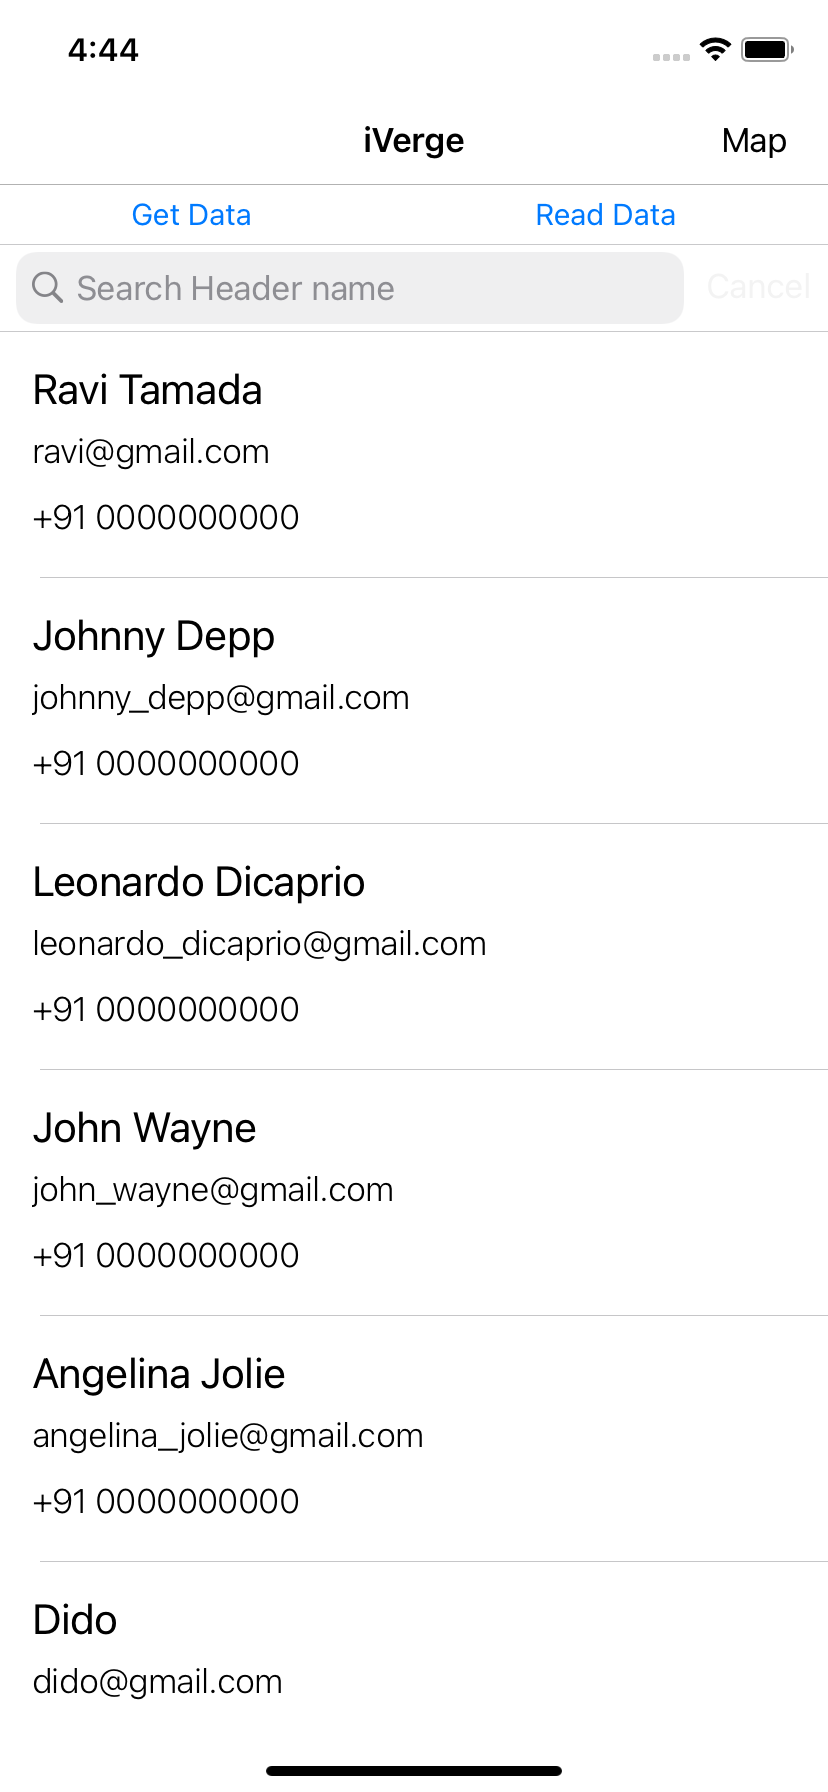 4:44
iVerge
Map
Get Data
Read Data
Search Header name
Cancel
Ravi Tamada
ravi@gmail.com
+91 0000000000
Johnny Depp
johnny_depp@gmail.com
+91 0000000000
Leonardo Dicaprio
leonardo_dicaprio@gmail.com
+91 0000000000
John Wayne
john_wayne@gmail.com
+91 0000000000
Angelina Jolie
angelina_jolie@gmail.com
+91 0000000000
Dido
dido@gmail.com